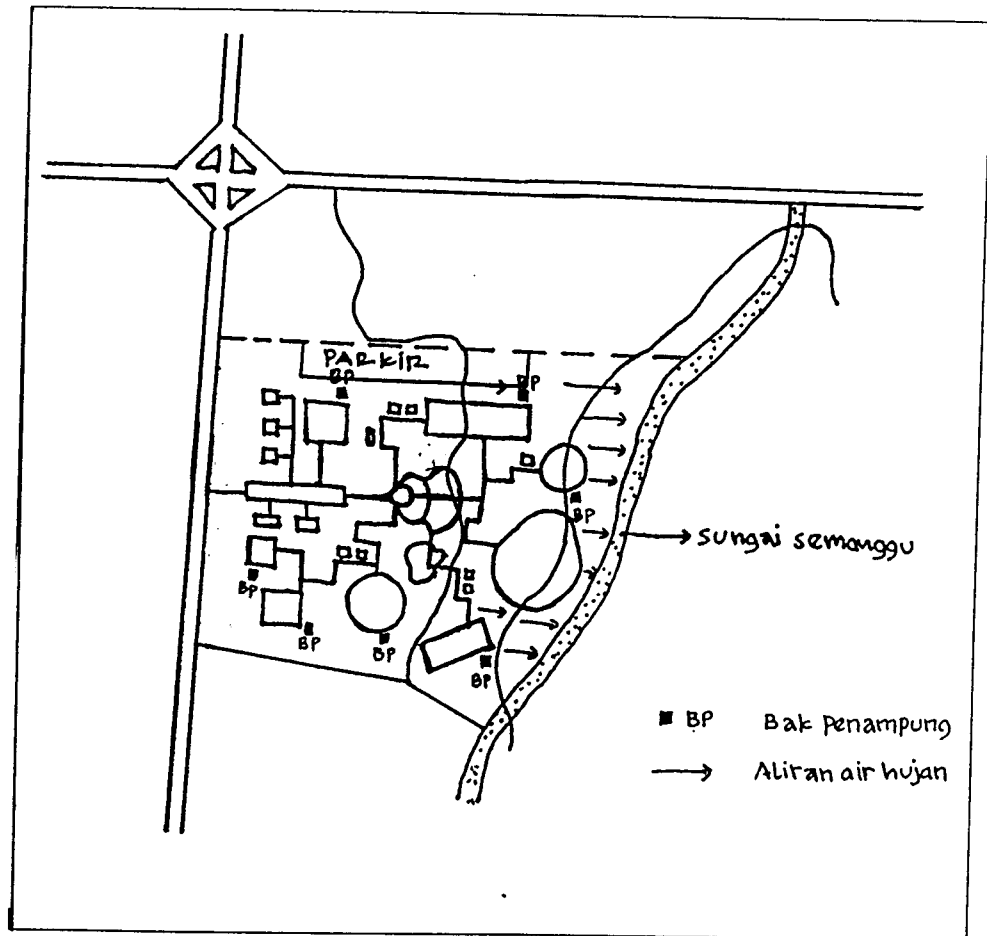 PARKIR
BP
BP
BP
Sungai semanggu
BP
BP
BP
BP
■ BP Bak penampung
→ Aliran air hujan